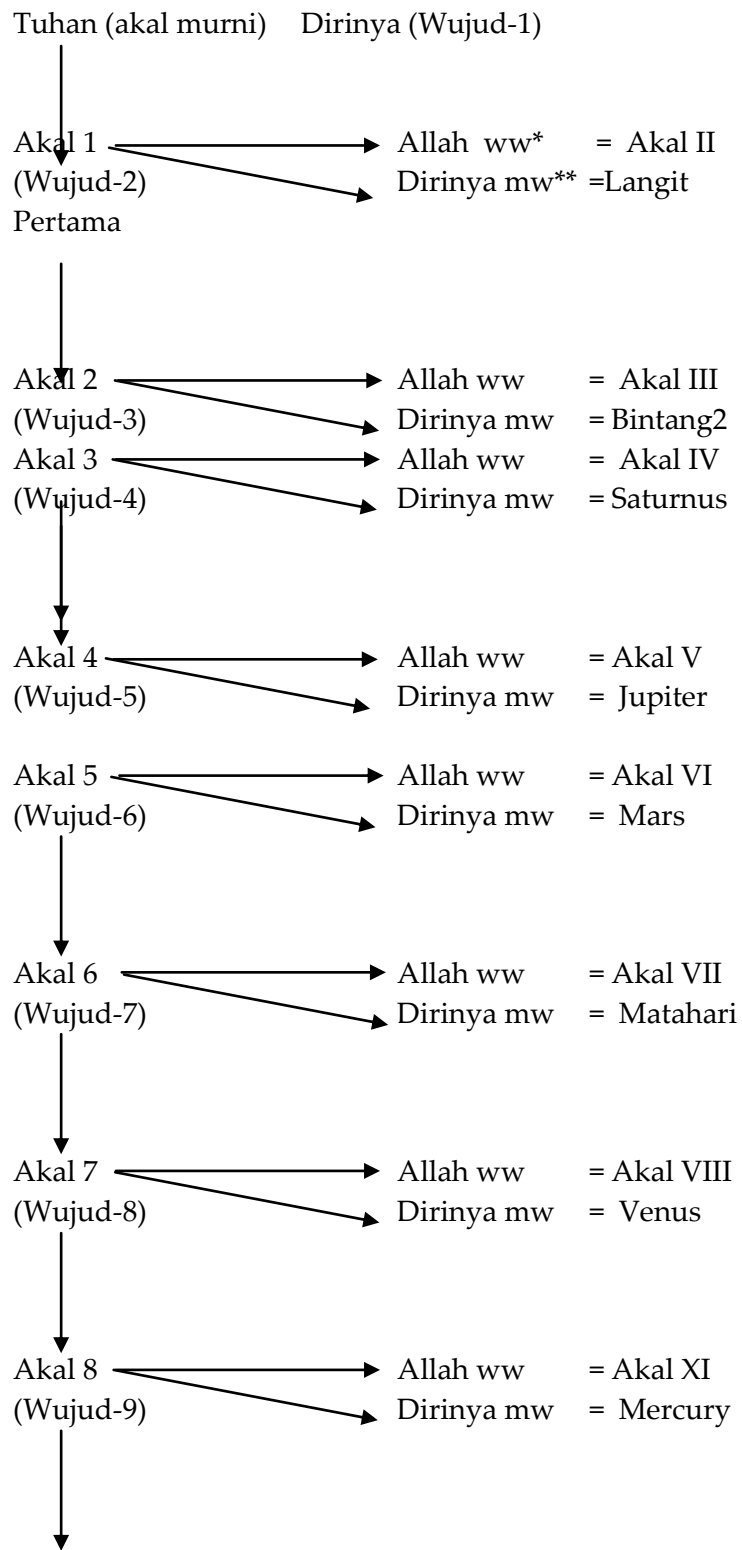 Tuhan (akal murni) Dirinya (Wujud-1)
Akal 1 Allah ww* = Akal II
(Wujud-2) Dirinya mw** =Langit
Pertama
Akal 2 Allah ww = Akal III
(Wujud-3) Dirinya mw = Bintang2
Akal 3 Allah ww = Akal IV
(Wujud-4) Dirinya mw = Saturnus
Akal 4 Allah ww = Akal V
(Wujud-5) Dirinya mw = Jupiter
Akal 5 Allah ww = Akal VI
(Wujud-6) Dirinya mw = Mars
Akal 6 Allah ww = Akal VII
(Wujud-7) Dirinya mw = Matahari
Akal 7 Allah ww = Akal VIII
(Wujud-8) Dirinya mw = Venus
Akal 8 Allah ww = Akal XI
(Wujud-9) Dirinya mw = Mercury